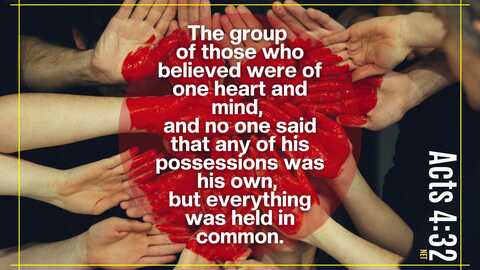 The group
of those who
believed were of
one heart and
mind,
and no one said
that any of his
possessions was
his own,
but everything
was held in
common.
Acts 4:32
NET